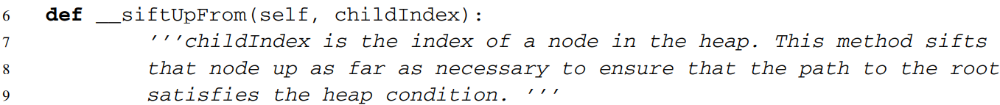 6 def __siftUpFrom(self, childIndex):
7 '''childIndex is the index of a node in the heap. This method sifts
8 that node up as far as necessary to ensure that the path to the root
9 satisfies the heap condition. '''